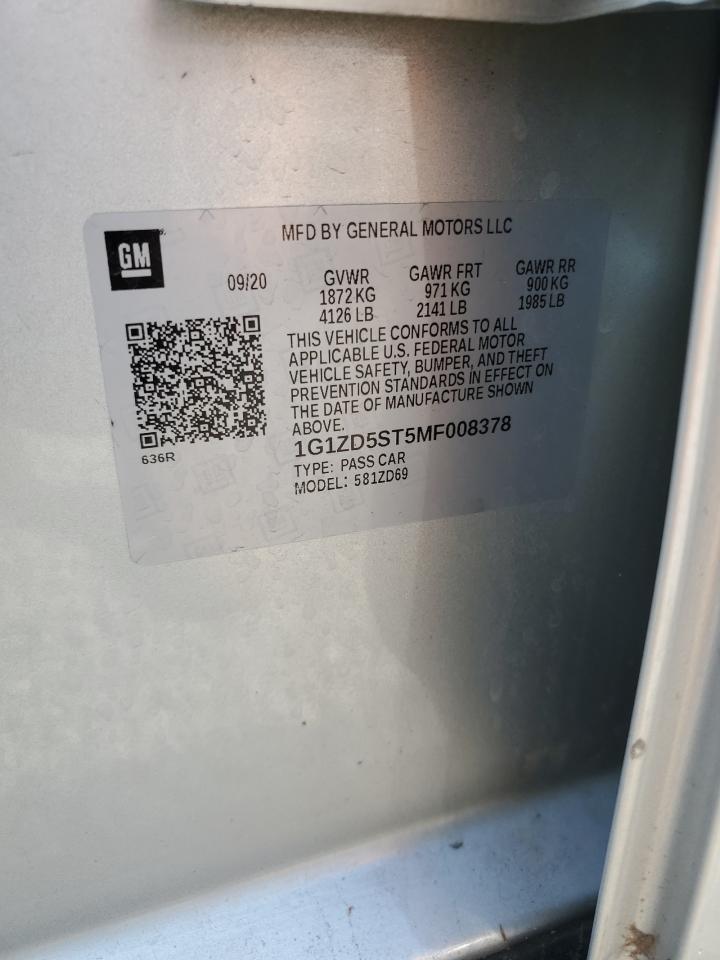 GM
MFD BY GENERAL MOTORS LLC
09/20
GVWR
1872 KG
4126 LB
GAWR FRT
971 KG
2141 LB
GAWR RR
900 KG
1985 LB
THIS VEHICLE CONFORMS TO ALL
APPLICABLE U.S. FEDERAL MOTOR
VEHICLE SAFETY, BUMPER, AND THEFT
PREVENTION STANDARDS IN EFFECT ON
THE DATE OF MANUFACTURE SHOWN
ABOVE.
636R
1G1ZD5ST5MF008378
TYPE: PASS CAR
MODEL: 581ZD69